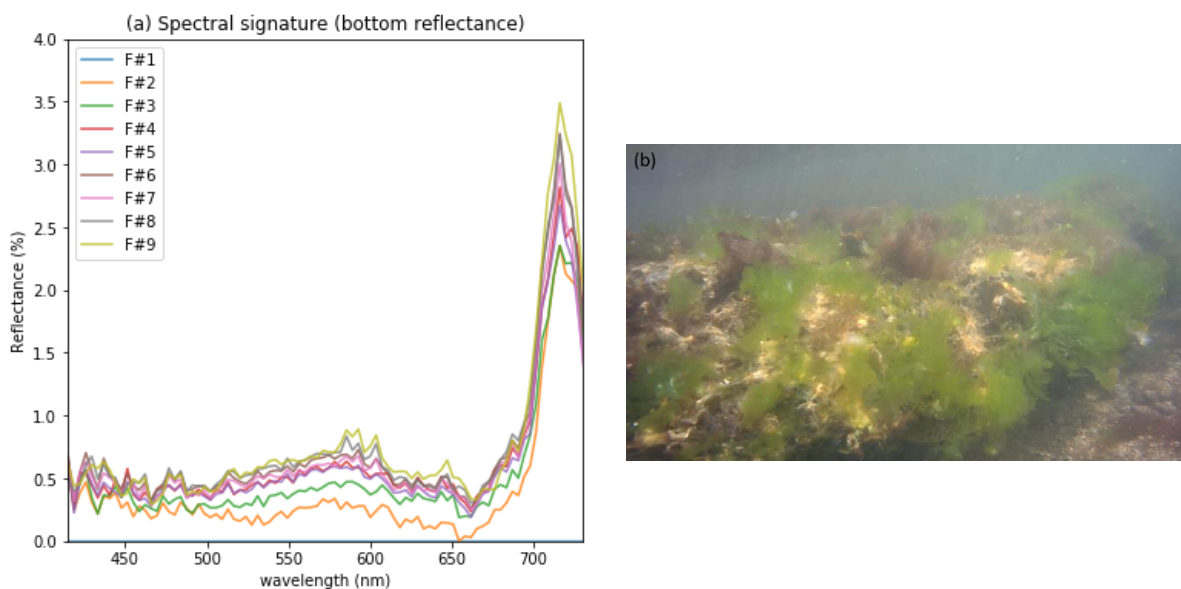 (a) Spectral signature (bottom reflectance)
4.0
3.5
3.0
2.5
2.0
1.5
1.0
0.5
0.0
Reflectance (%)
F#1
F#2
F#3
F#4
F#5
F#6
F#7
F#8
F#9
450 500 550 600 650 700
wavelength (nm)
(b)